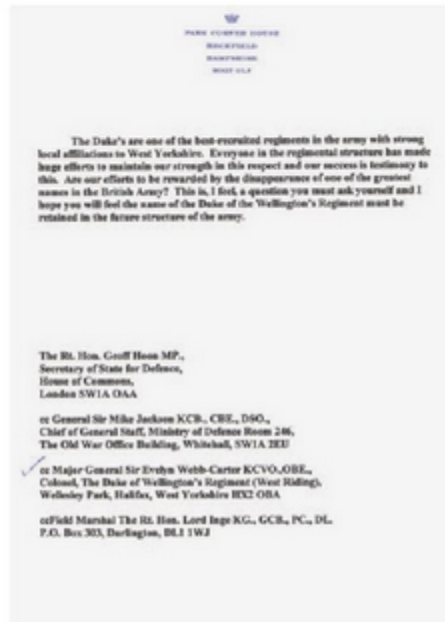 PARK CORNER HOUSE
HECKFIELD
HAMPSHIRE
The Duke's are one of the best-recruited regiments in the army with strong
local affiliations to West Yorkshire. Everyone in the regimental structure has made
huge efforts to maintain our strength in this respect and our success is testimony to
this. Are our efforts to be rewarded by the disappearance of one of the greatest
names in the British Army? This is, I feel, a question you must ask yourself and I
hope you will feel the name of the Duke of the Wellington's Regiment must be
retained in the future structure of the army.
The Rt. Hon. Geoff Hoon MP.,
Secretary of State for Defence,
House of Commons,
London SW1A OAA
cc General Sir Mike Jackson KCB., CBE., DSO.,
Chief of General Staff, Ministry of Defence Room 246,
The Old War Office Building, Whitehall, SW1A 2EU
cc Major General Sir Evelyn Webb-Carter KCVO.,OBE.,
Colonel, The Duke of Wellington's Regiment (West Riding),
Wellesley Park, Halifax, West Yorkshire HX2 OBA
ccField Marshal The Rt. Hon. Lord Inge KG., GCB., PC., DL.
P.O. Box 303, Darlington, DL1 1WJ